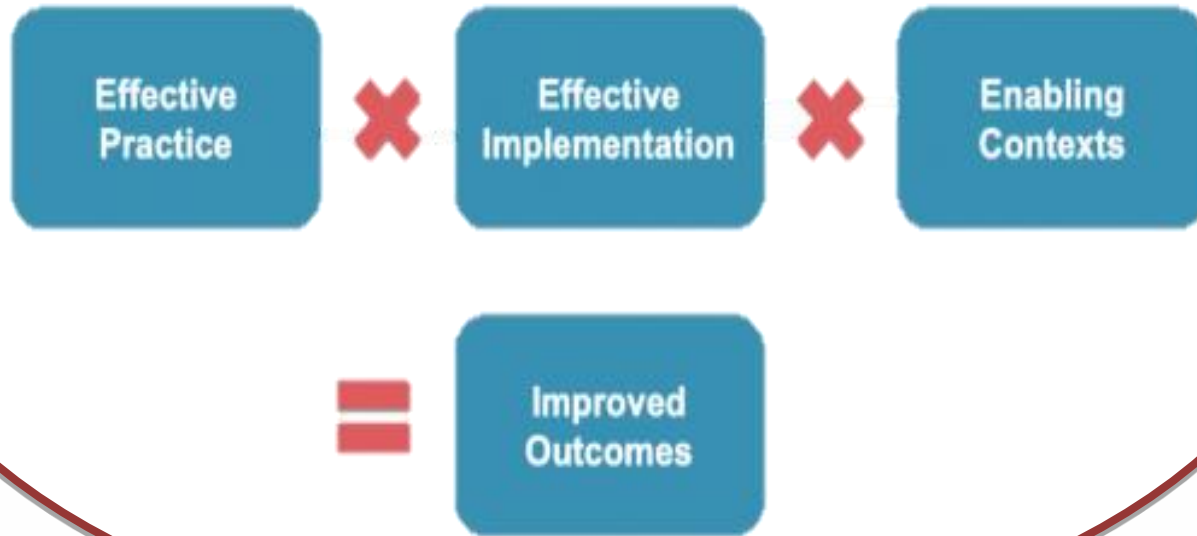 Effective
Practice
Effective
Implementation
Enabling
Contexts
Improved
Outcomes